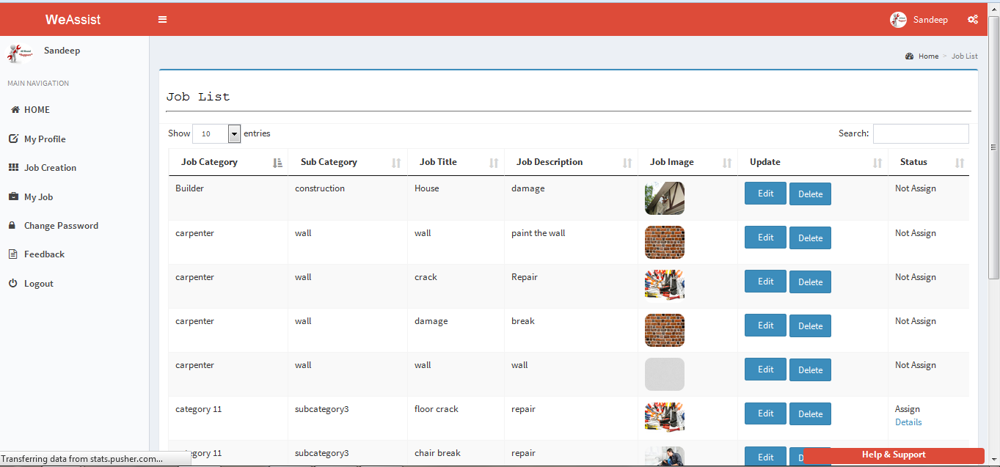 WeAssist
Sandeep
Sandeep
MAIN NAVIGATION
HOME
My Profile
Job Creation
My Job
Change Password
Feedback
Logout
Home > Job List
Job List
Show 10 entries
Search:
Job Category Sub Category Job Title Job Description Job Image Update Status
Builder construction House damage Edit Delete Not Assign
carpenter wall wall paint the wall Edit Delete Not Assign
carpenter wall crack Repair Edit Delete Not Assign
carpenter wall damage break Edit Delete Not Assign
carpenter wall wall wall Edit Delete Not Assign
category 11 subcategory3 floor crack repair Edit Delete Assign
Details
11 subcategory3 chair break repair Edit
Help & Support
Transferring data from stats.pusher.com...